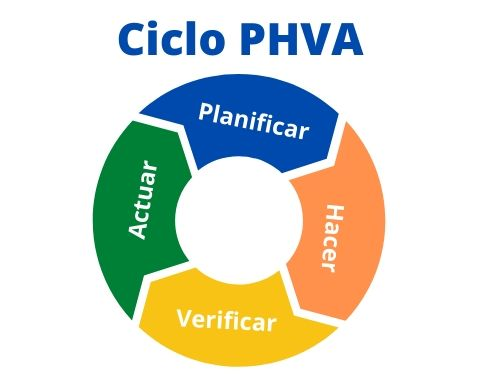 Ciclo PHVA
Planificar
Hacer
Verificar
Actuar